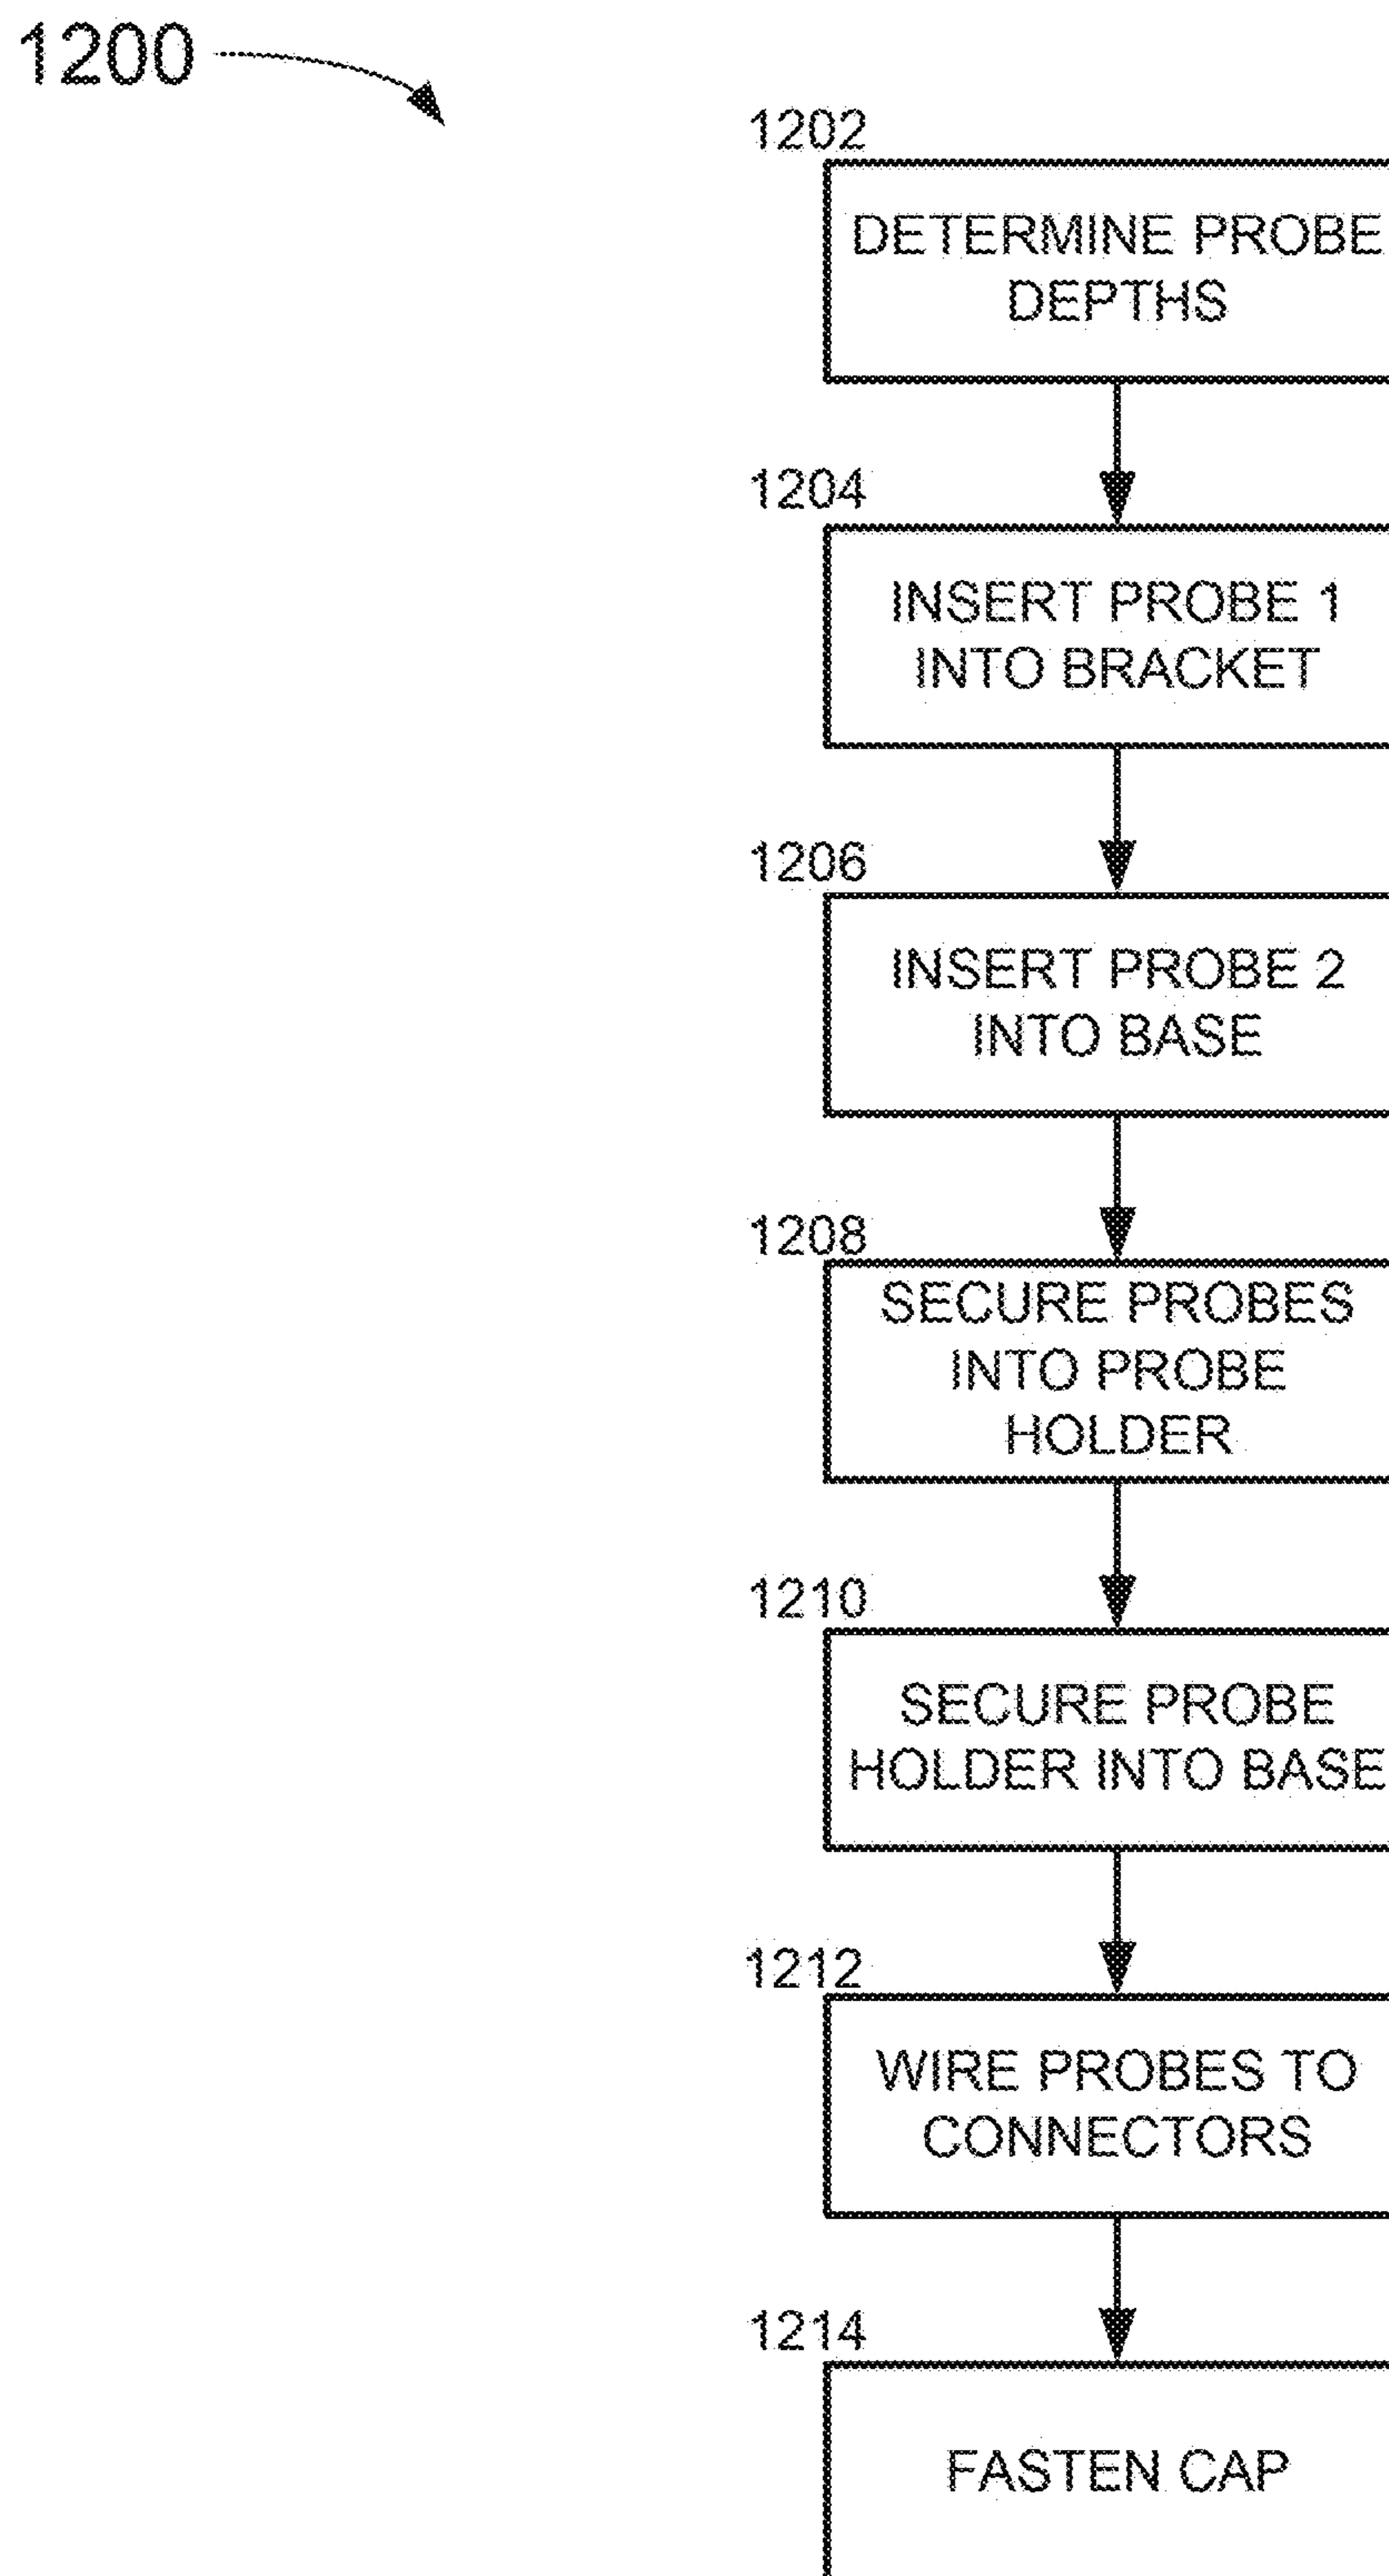 1200
1202
DETERMINE PROBE
DEPTHS
1204
INSERT PROBE 1
INTO BRACKET
1206
INSERT PROBE 2
INTO BASE
1208
SECURE PROBES
INTO PROBE
HOLDER
1210
SECURE PROBE
HOLDER INTO BASE
1212
WIRE PROBES TO
CONNECTORS
1214
FASTEN CAP